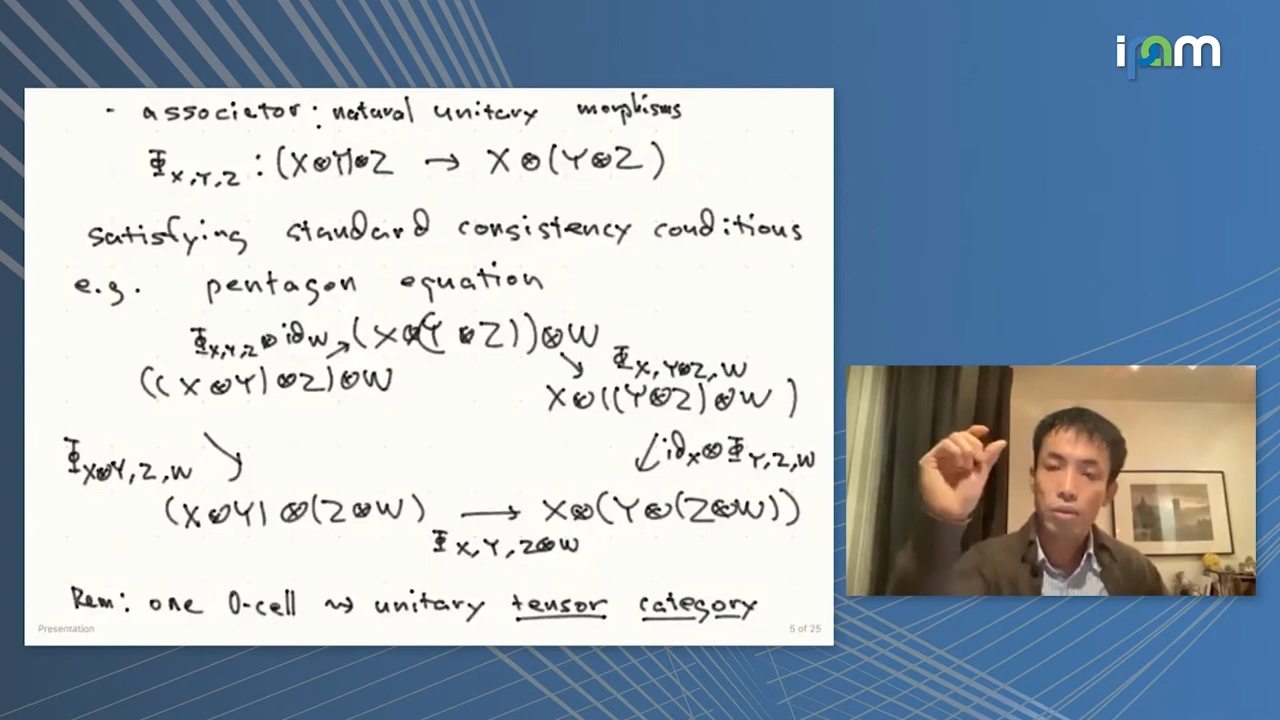 ipam
- associator: natural unitary morphisms
Φ_{X,Y,Z} : (X⊗Y)⊗Z → X⊗(Y⊗Z)
satisfying standard consistency conditions
e.g. pentagon equation
Φ_{X,Y,Z}⊗id_W ↗ (X⊗(Y⊗Z))⊗W
↘ Φ_{X,Y⊗Z,W}
((X⊗Y)⊗Z)⊗W
X⊗((Y⊗Z)⊗W)
Φ_{X⊗Y,Z,W} ↘
↙ id_X⊗Φ_{Y,Z,W}
(X⊗Y)⊗(Z⊗W) → X⊗(Y⊗(Z⊗W))
Φ_{X,Y,Z⊗W}
Rem: one 0-cell ⇝ unitary tensor category
Presentation
5 of 25